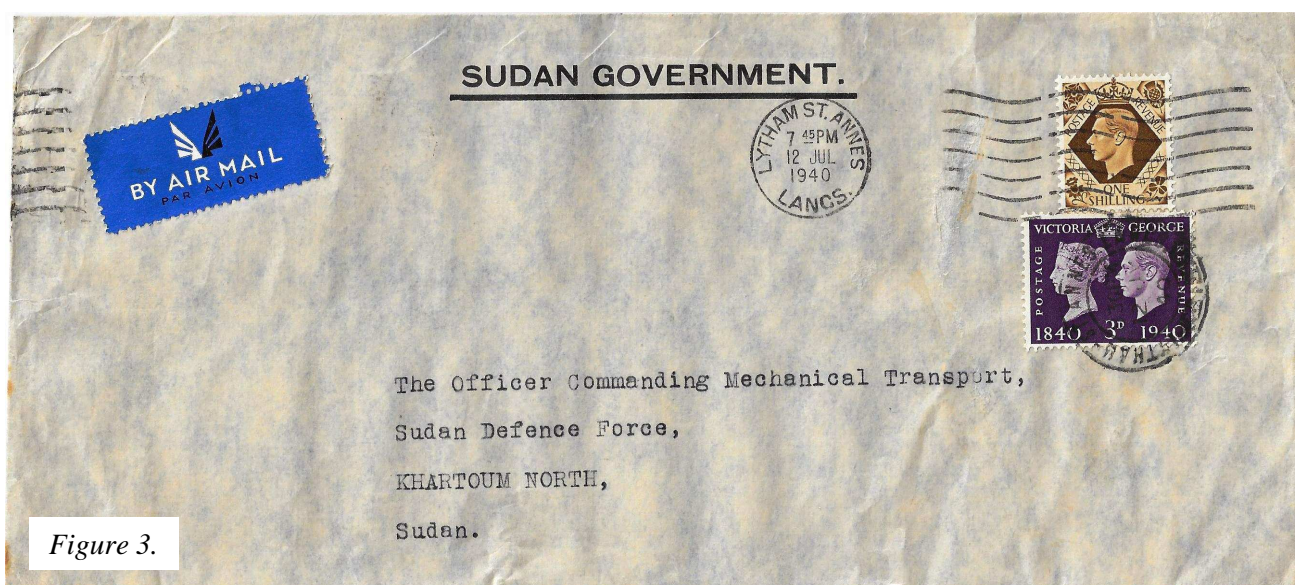 SUDAN GOVERNMENT.
BY AIR MAIL
PAR AVION
LYTHAM ST. ANNES
7 45PM
12 JUL
1940
LANCS.
POSTAGE REVENUE
ONE
SHILLING
VICTORIA GEORGE
POSTAGE
REVENUE
1840 3D 1940
The Officer Commanding Mechanical Transport,
Sudan Defence Force,
KHARTOUM NORTH,
Sudan.
Figure 3.